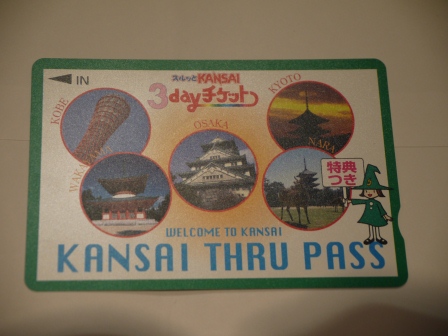 IN
スルッとKANSAI
3dayチケット
KOBE
KYOTO
OSAKA
NARA
WAKA
特典
つき
WELCOME TO KANSAI
KANSAI THRU PASS